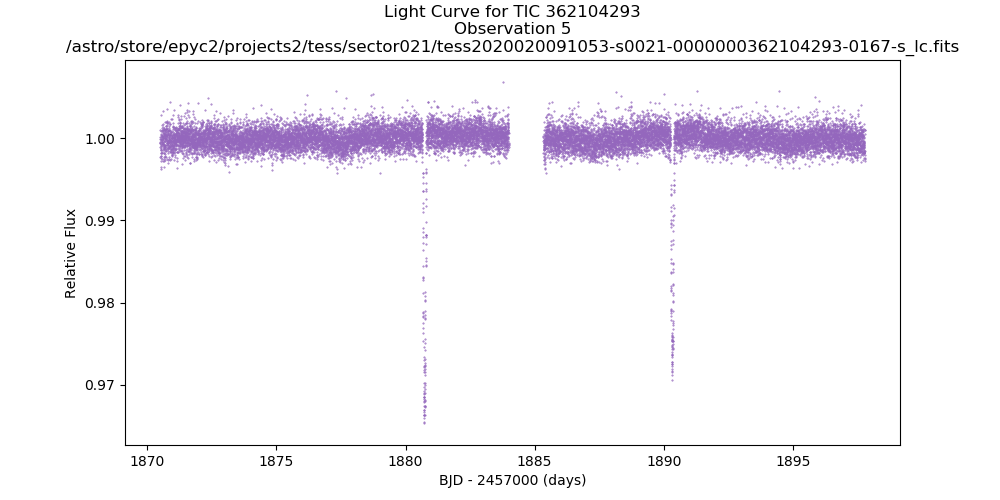 Light Curve for TIC 362104293
Observation 5
/astro/store/epyc2/projects2/tess/sector021/tess2020020091053-s0021-0000000362104293-0167-s_lc.fits
1.00
0.99
0.98
0.97
Relative Flux
1870
1875
1880
1885
1890
1895
BJD - 2457000 (days)